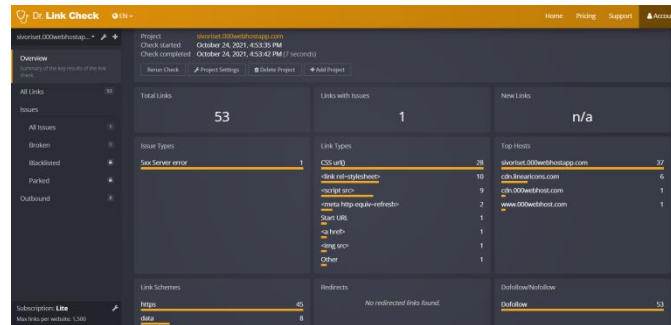 Dr. Link Check
EN
Home
Pricing
Support
Accou
sivoriset.000webhostap...
Project
sivoriset.000webhostapp.com
Check started
October 24, 2021, 4:53:35 PM
Check completed
October 24, 2021, 4:53:42 PM (7 seconds)
Rerun Check
Project Settings
Delete Project
+ Add Project
Overview
Summary of the key results of the link check.
All Links
53
Issues
All Issues
1
Broken
1
Blacklisted
Parked
Outbound
Total Links
53
Links with Issues
1
New Links
n/a
Issue Types
5xx Server error 1
Link Types
CSS url() 28
<link rel=stylesheet> 10
<script src> 9
<meta http-equiv=refresh> 2
Start URL 1
<a href> 1
<img src> 1
Other 1
Top Hosts
sivoriset.000webhostapp.com 37
cdn.linearicons.com 6
cdn.000webhost.com 1
www.000webhost.com 1
Link Schemes
https 45
data 8
Redirects
No redirected links found.
Dofollow/Nofollow
Dofollow 53
Subscription: Lite
Max links per website: 1,500